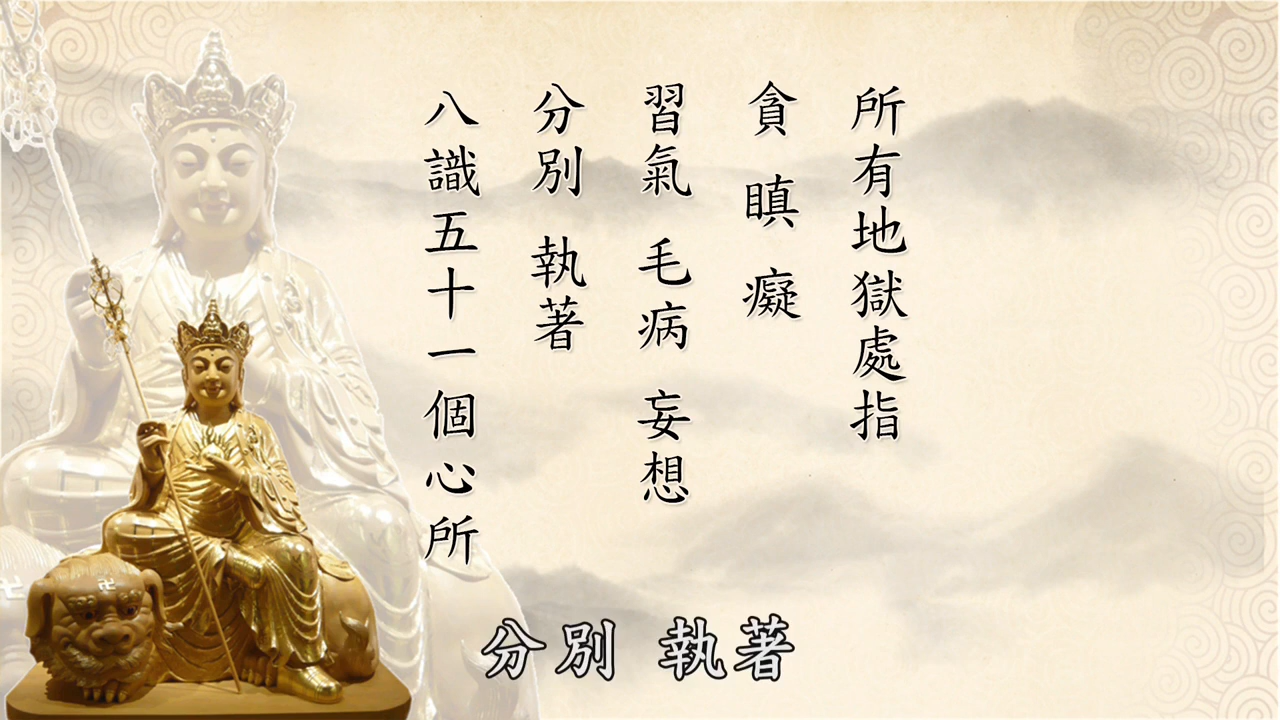 所有地獄處指
貪 瞋 癡
習氣 毛病 妄想
分別 執著
八識五十一個心所
分別 執著